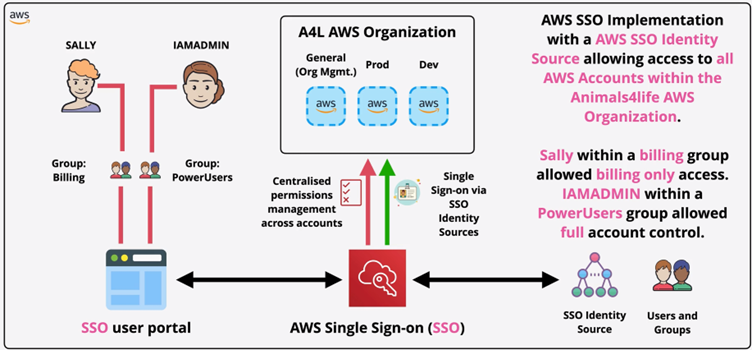 aws
SALLY
IAMADMIN
Group:
Billing
Group:
PowerUsers
SSO user portal
A4L AWS Organization
General
(Org Mgmt.)
Prod
Dev
aws
aws
aws
Centralised
permissions
management
across accounts
Single
Sign-on via
SSO
Identity
Sources
AWS Single Sign-on (SSO)
AWS SSO Implementation
with a AWS SSO Identity
Source allowing access to all
AWS Accounts within the
Animals4life AWS
Organization.
Sally within a billing group
allowed billing only access.
IAMADMIN within a
PowerUsers group allowed
full account control.
SSO Identity
Source
Users and
Groups